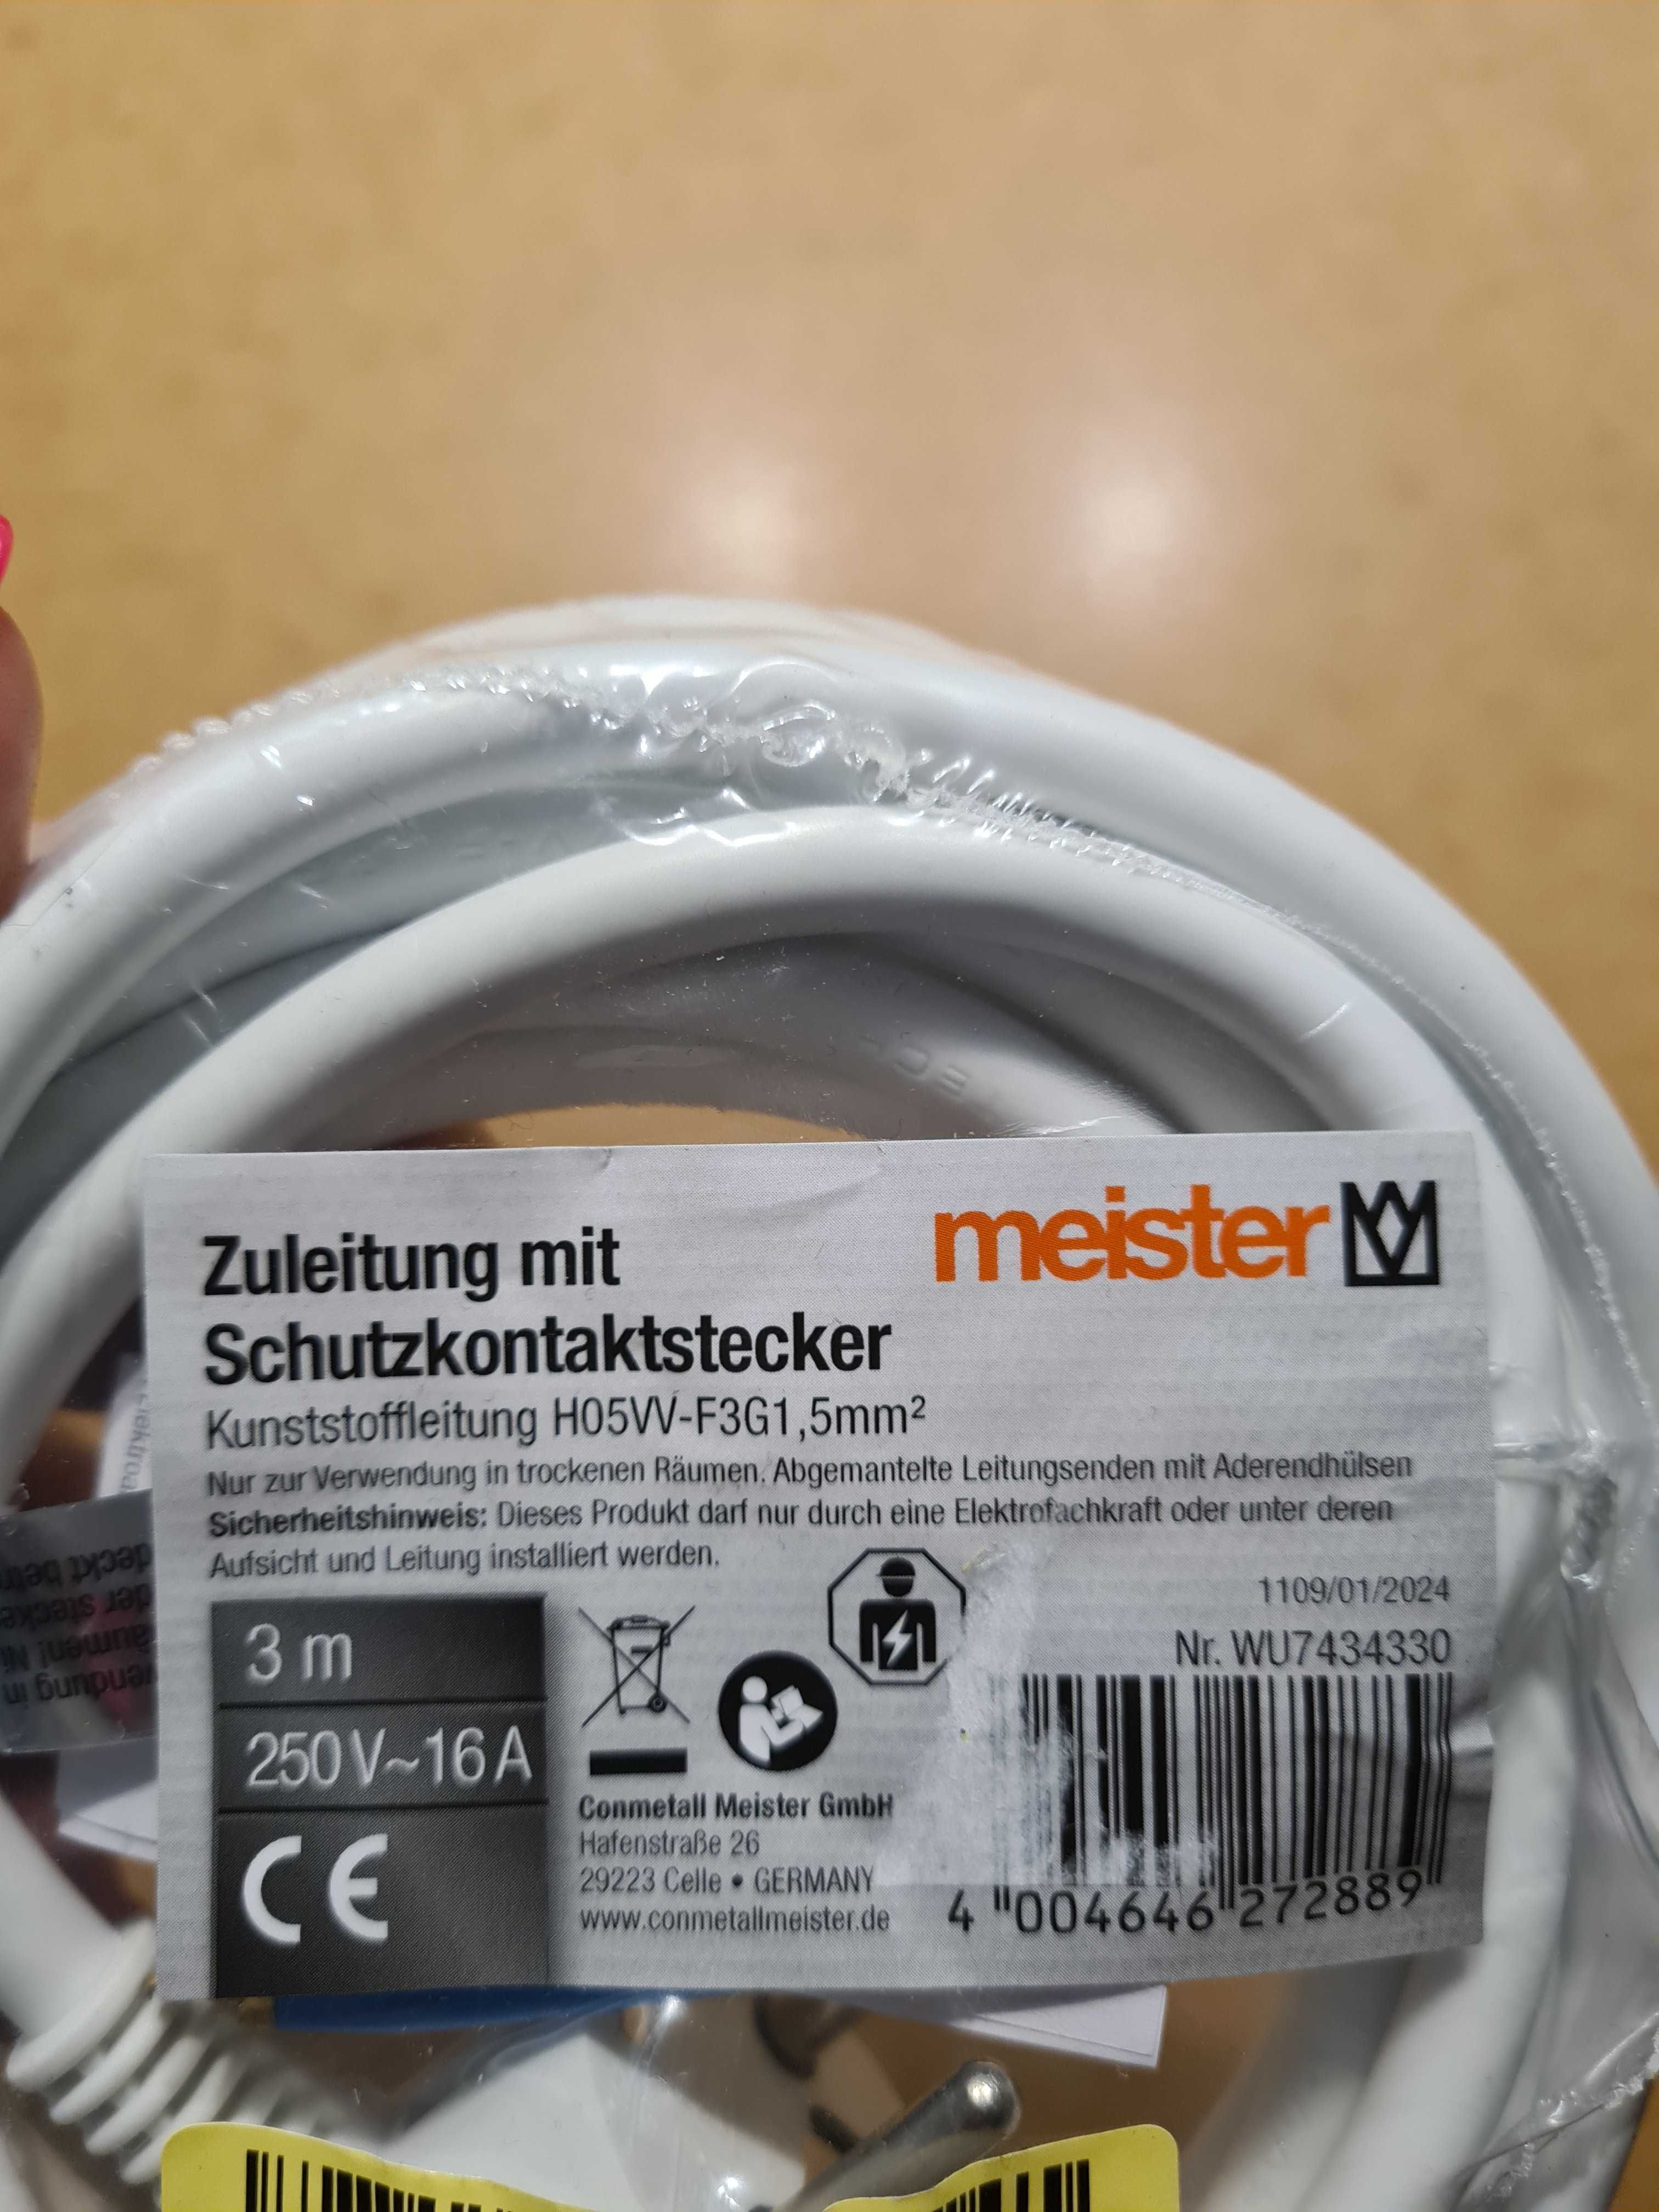 Zuleitung mit
Schutzkontaktstecker
meister
Kunststoffleitung H05VV-F3G1,5mm²
Nur zur Verwendung in trockenen Räumen. Abgemantelte Leitungsenden mit Aderendhülsen
Sicherheitshinweis: Dieses Produkt darf nur durch eine Elektrofachkraft oder unter deren
Aufsicht und Leitung installiert werden.
3 m
250 V~16 A
CE
Conmetall Meister GmbH
Hafenstraße 26
29223 Celle • GERMANY
www.conmetallmeister.de
1109/01/2024
Nr. WU7434330
4 004646 272889